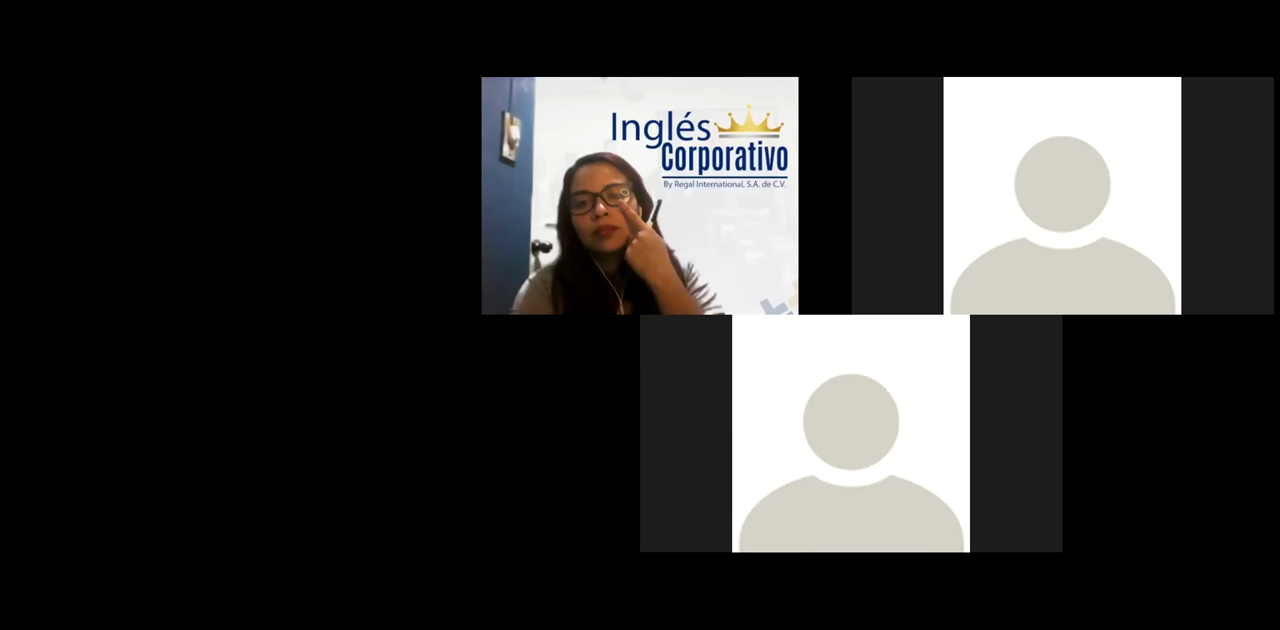 Inglés
Corporativo
By Regal International, S.A. de C.V.